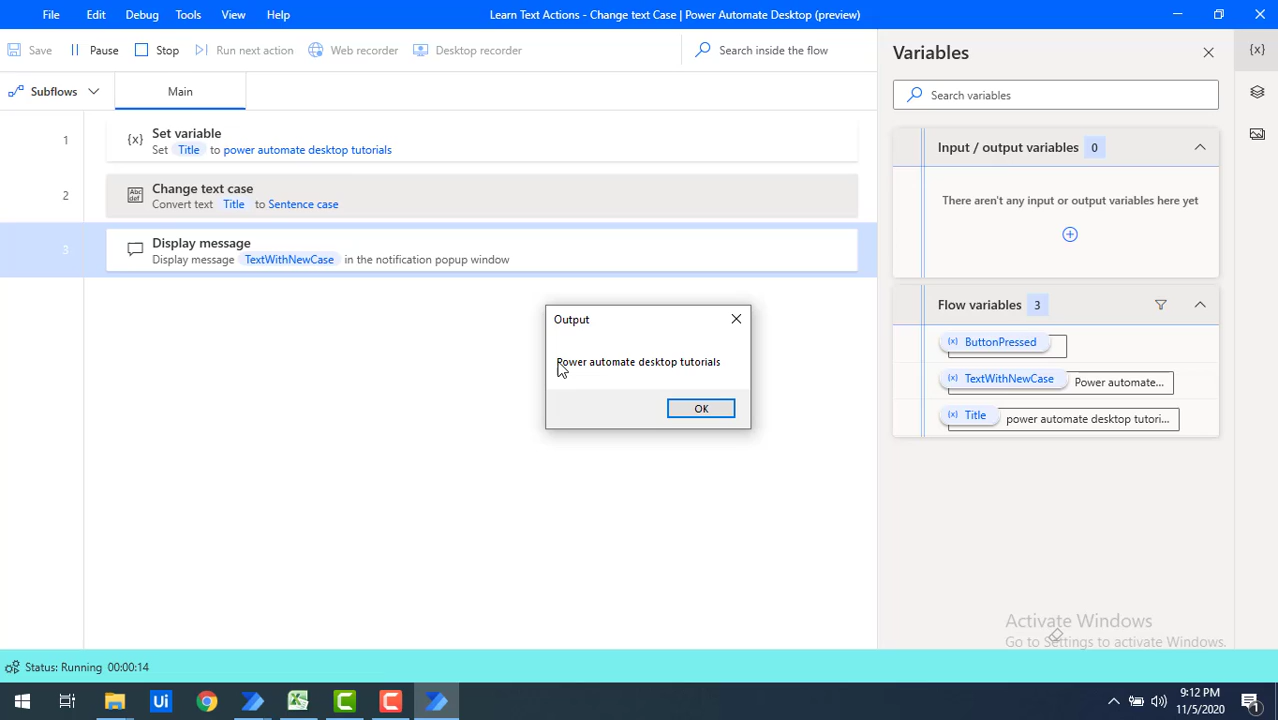 File Edit Debug Tools View Help Learn Text Actions - Change text Case | Power Automate Desktop (preview)
Save Pause Stop Run next action Web recorder Desktop recorder Search inside the flow
Subflows Main
1 {x} Set variable
Set Title to power automate desktop tutorials
2 Abc def Change text case
Convert text Title to Sentence case
3 Display message
Display message TextWithNewCase in the notification popup window
Output
Power automate desktop tutorials
OK
Variables {x}
Search variables
Input / output variables 0
There aren't any input or output variables here yet
Flow variables 3
(x) ButtonPressed
(x) TextWithNewCase Power automate...
(x) Title power automate desktop tutori...
Activate Windows
Go to Settings to activate Windows.
Status: Running 00:00:14
Ui C C 9:12 PM
11/5/2020 1